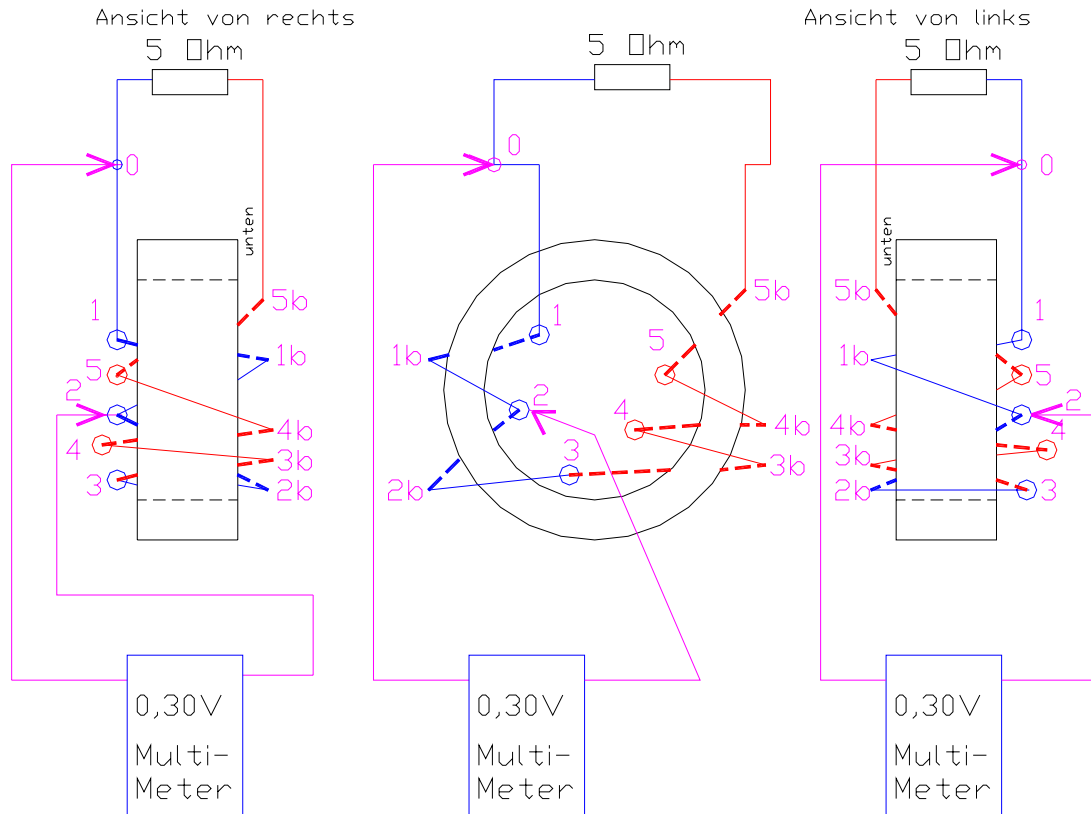 Ansicht von rechts
5 Ohm
0
unten
1
5b
1b
5
2
4b
4
3b
3
2b
0,30V
Multi-
Meter
5 Ohm
0
5b
1
5
1b
2
4
4b
3
3b
2b
0,30V
Multi-
Meter
Ansicht von links
5 Ohm
0
unten
5b
1
1b
5
2
4b
4
3b
2b
3
0,30V
Multi-
Meter